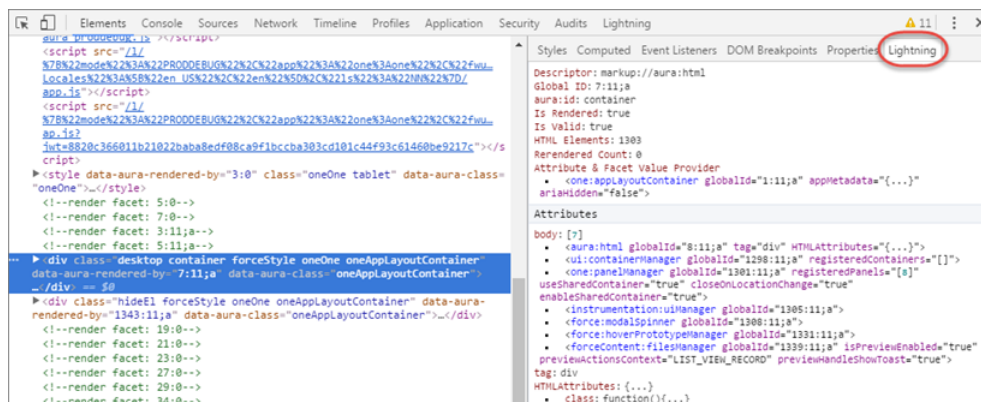 Elements Console Sources Network Timeline Profiles Application Security Audits Lightning 11
aura_proddebug.js"></script>
<script src="/l/
%7B%22mode%22%3A%22PRODDEBUG%22%2C%22app%22%3A%22one%3Aone%22%2C%22fwu…
Locales%22%3A%5B%22en_US%22%2C%22en%22%5D%2C%22ls%22%3A%22NN%22%7D/
app.js"></script>
<script src="/l/
%7B%22mode%22%3A%22PRODDEBUG%22%2C%22app%22%3A%22one%3Aone%22%2C%22fwu…
ap.js?
jwt=8820c366011b21022baba8edf08ca9f1bccba303cd101c44f93c61460be9217c"></s
cript>
▶<style data-aura-rendered-by="3:0" class="oneOne tablet" data-aura-class=
"oneOne">…</style>
<!--render facet: 5:0-->
<!--render facet: 7:0-->
<!--render facet: 3:11;a-->
<!--render facet: 5:11;a-->
… ▶<div class="desktop container forceStyle oneOne oneAppLayoutContainer"
data-aura-rendered-by="7:11;a" data-aura-class="oneAppLayoutContainer">
…</div> == $0
▶<div class="hideEl forceStyle oneOne oneAppLayoutContainer" data-aura-
rendered-by="1343:11;a" data-aura-class="oneAppLayoutContainer">…</div>
<!--render facet: 19:0-->
<!--render facet: 21:0-->
<!--render facet: 23:0-->
<!--render facet: 27:0-->
<!--render facet: 29:0-->
<!--render facet: 34:0-->
Styles Computed Event Listeners DOM Breakpoints Properties Lightning
Descriptor: markup://aura:html
Global ID: 7:11;a
aura:id: container
Is Rendered: true
Is Valid: true
HTML Elements: 1303
Rerendered Count: 0
Attribute & Facet Value Provider
▪ <one:appLayoutContainer globalId="1:11;a" appMetadata="{...}"
ariaHidden="false">
Attributes
body: [7]
▪ <aura:html globalId="8:11;a" tag="div" HTMLAttributes="{...}">
▪ <ui:containerManager globalId="1298:11;a" registeredContainers="[]">
▪ <one:panelManager globalId="1301:11;a" registeredPanels="[8]"
useSharedContainer="true" closeOnLocationChange="true"
enableSharedContainer="true">
▪ <instrumentation:uiManager globalId="1305:11;a">
▪ <force:modalSpinner globalId="1308:11;a">
▪ <force:hoverPrototypeManager globalId="1331:11;a">
▪ <forceContent:filesManager globalId="1339:11;a" isPreviewEnabled="true"
previewActionsContext="LIST_VIEW_RECORD" previewHandleShowToast="true">
tag: div
HTMLAttributes: {...}
▪ class: function(){...}